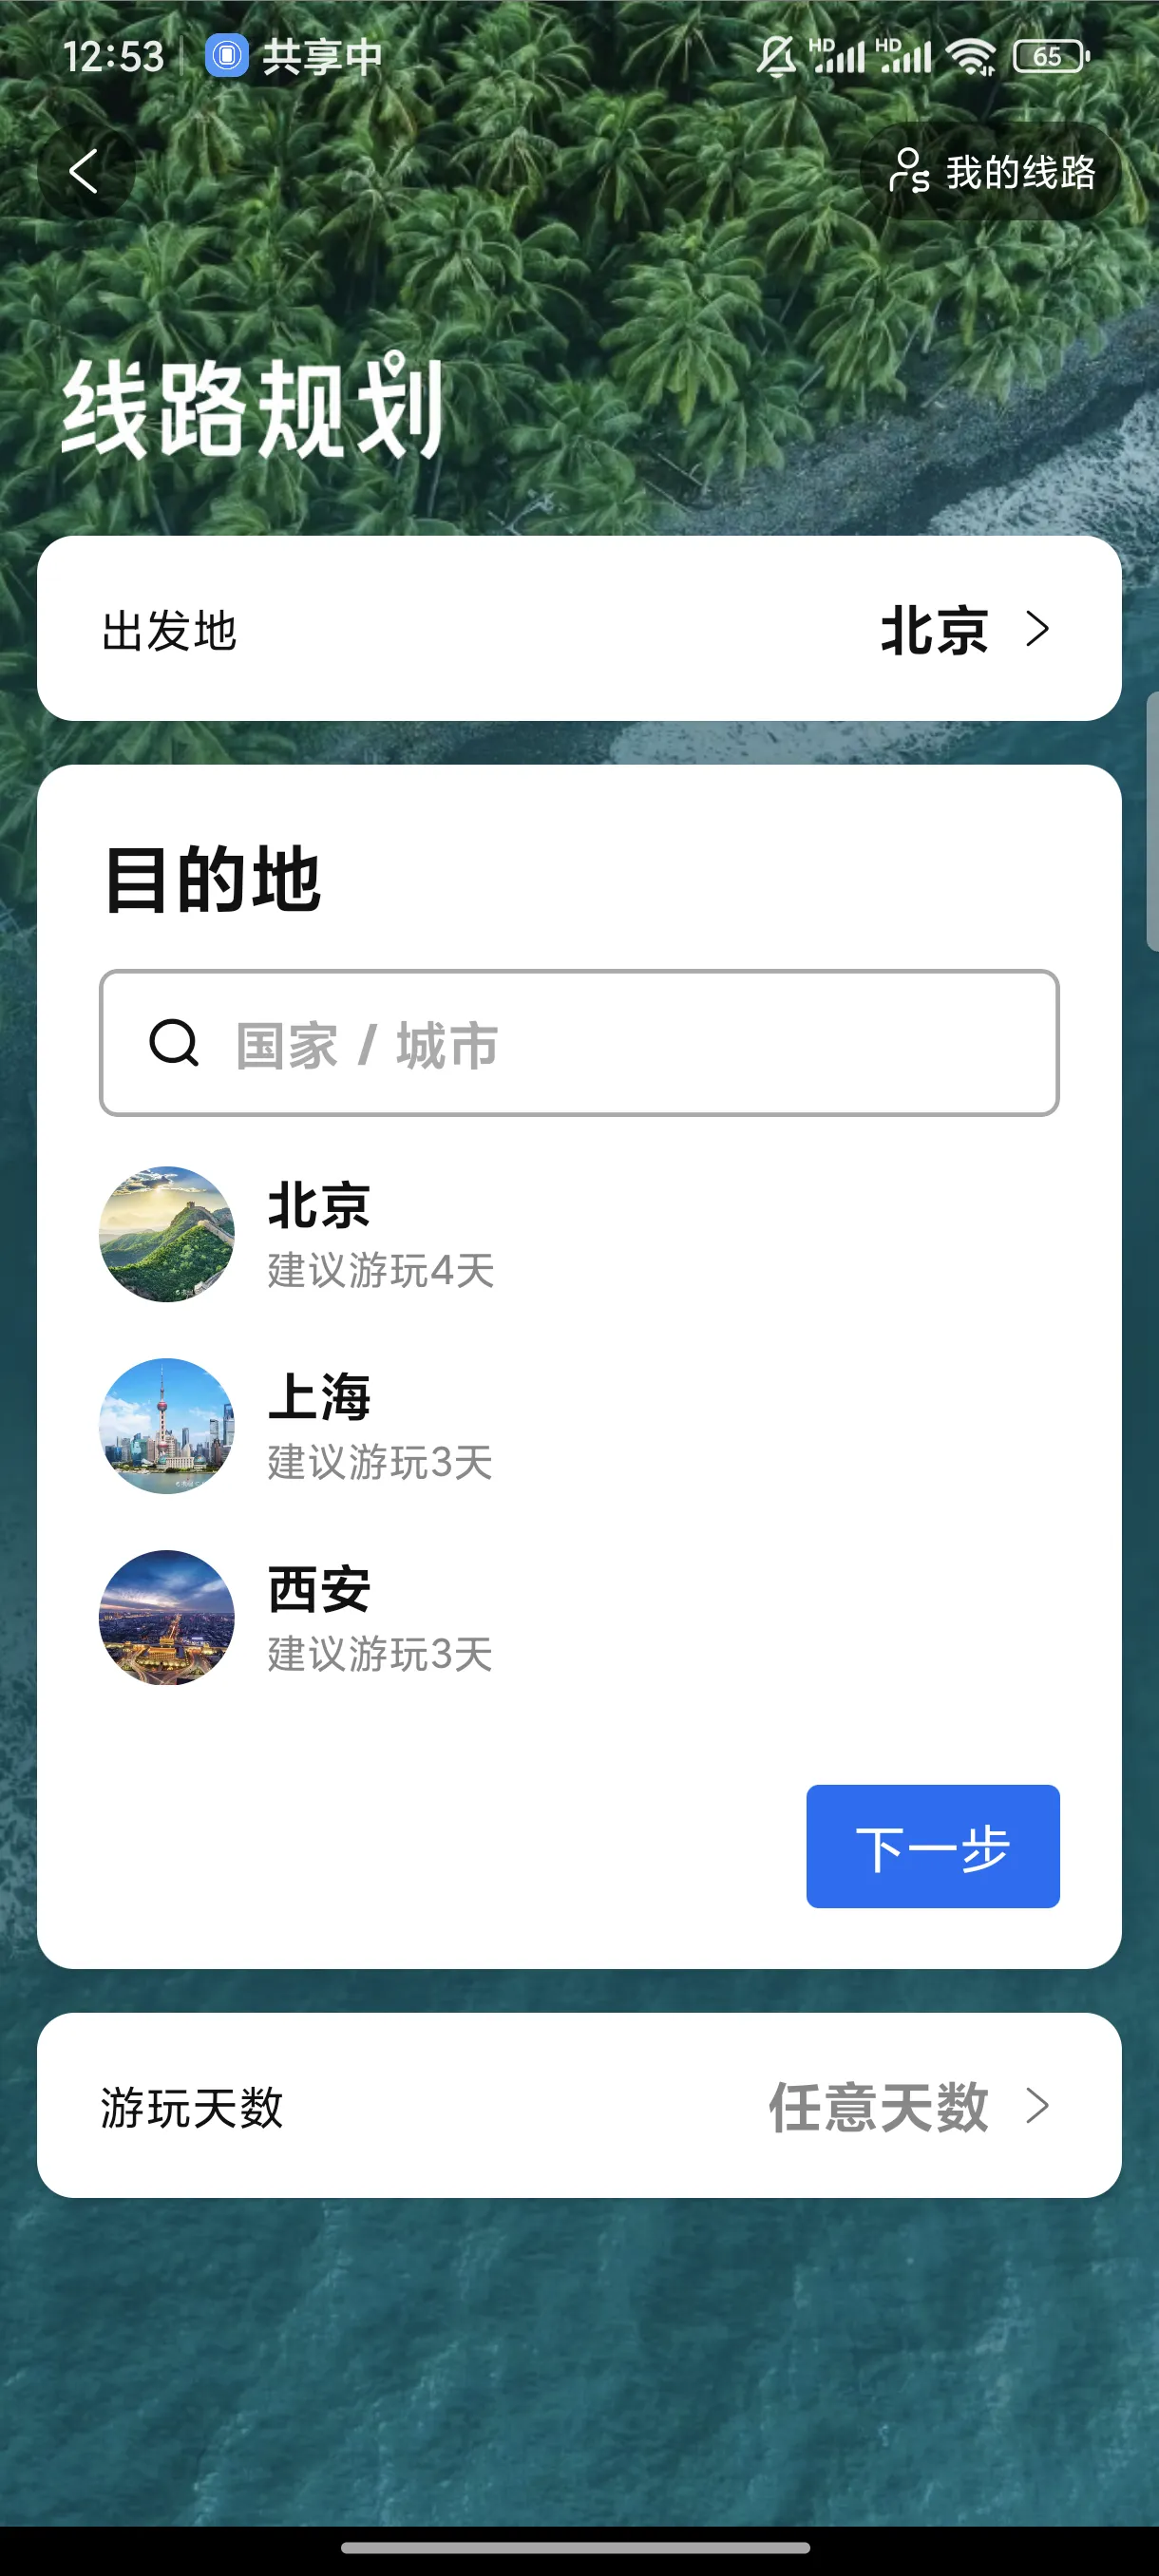 12:53 共享中 HD HD 65
我的线路
线路规划
出发地 北京
目的地
国家 / 城市
北京
建议游玩4天
上海
建议游玩3天
西安
建议游玩3天
下一步
游玩天数 任意天数